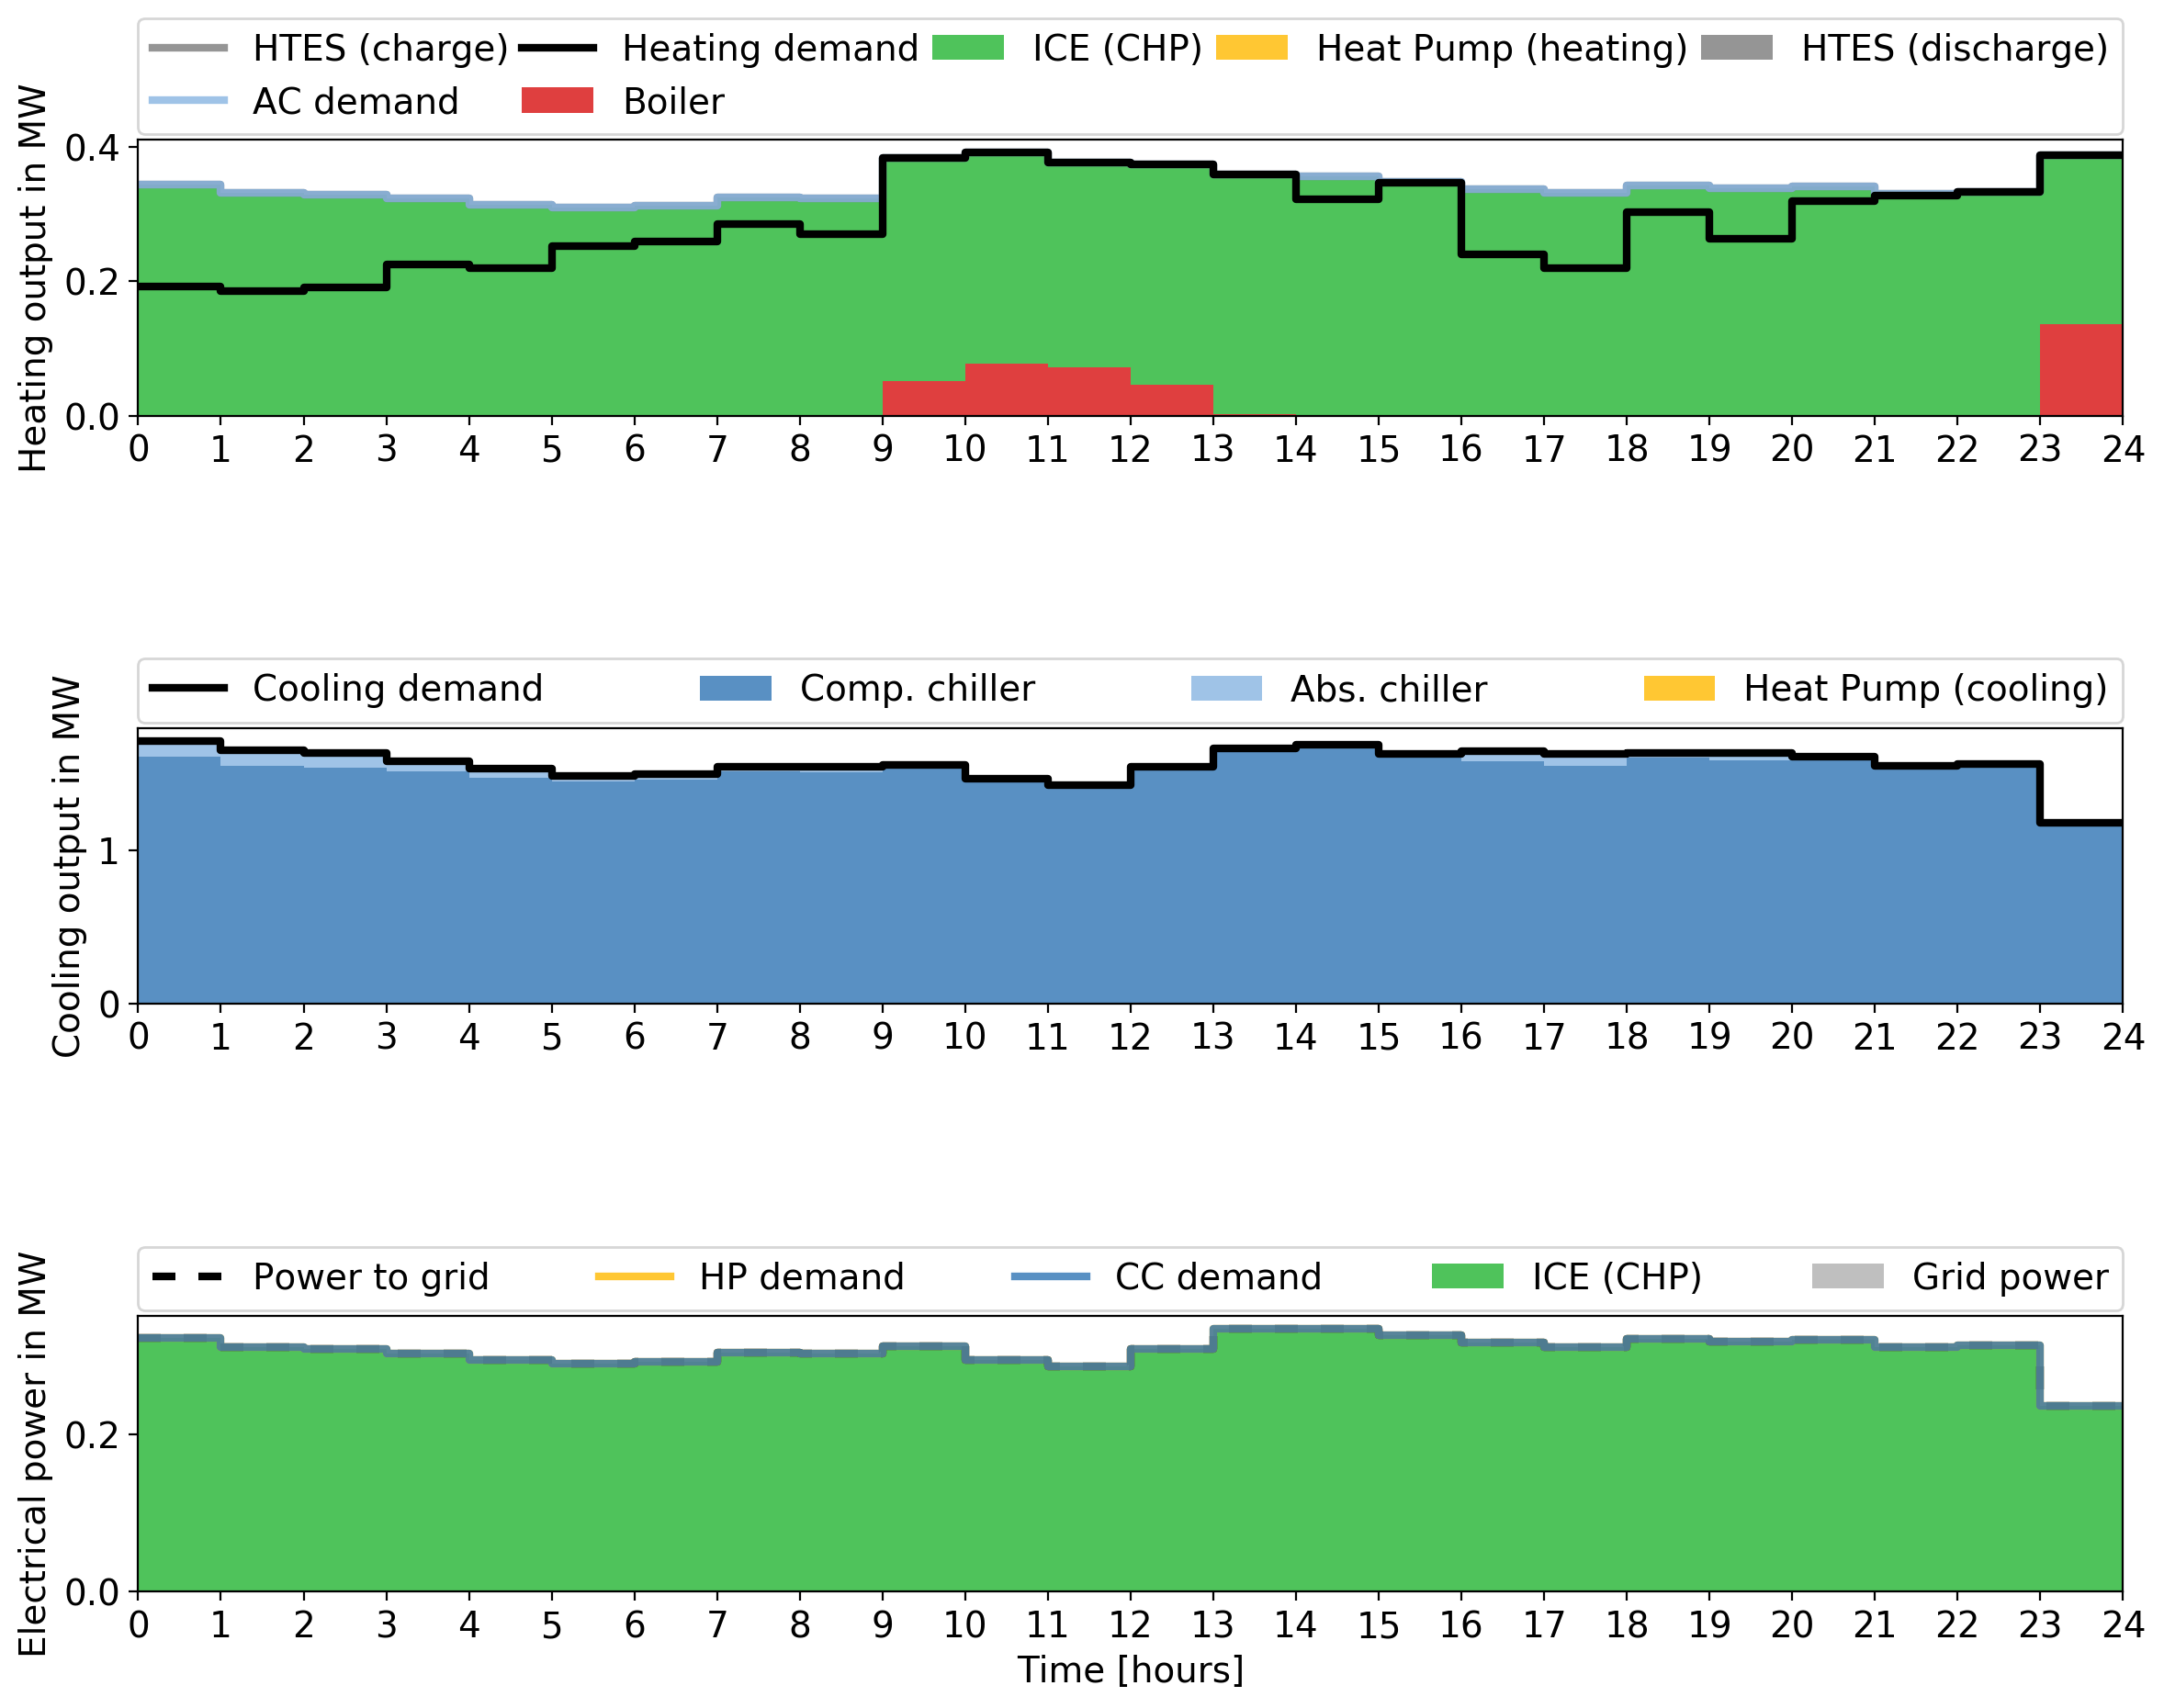 HTES (charge) Heating demand ICE (CHP) Heat Pump (heating) HTES (discharge)
AC demand Boiler
Heating output in MW
0.4
0.2
0.0
0 1 2 3 4 5 6 7 8 9 10 11 12 13 14 15 16 17 18 19 20 21 22 23 24
Cooling demand Comp. chiller Abs. chiller Heat Pump (cooling)
Cooling output in MW
1
0
0 1 2 3 4 5 6 7 8 9 10 11 12 13 14 15 16 17 18 19 20 21 22 23 24
Power to grid HP demand CC demand ICE (CHP) Grid power
Electrical power in MW
0.2
0.0
0 1 2 3 4 5 6 7 8 9 10 11 12 13 14 15 16 17 18 19 20 21 22 23 24
Time [hours]